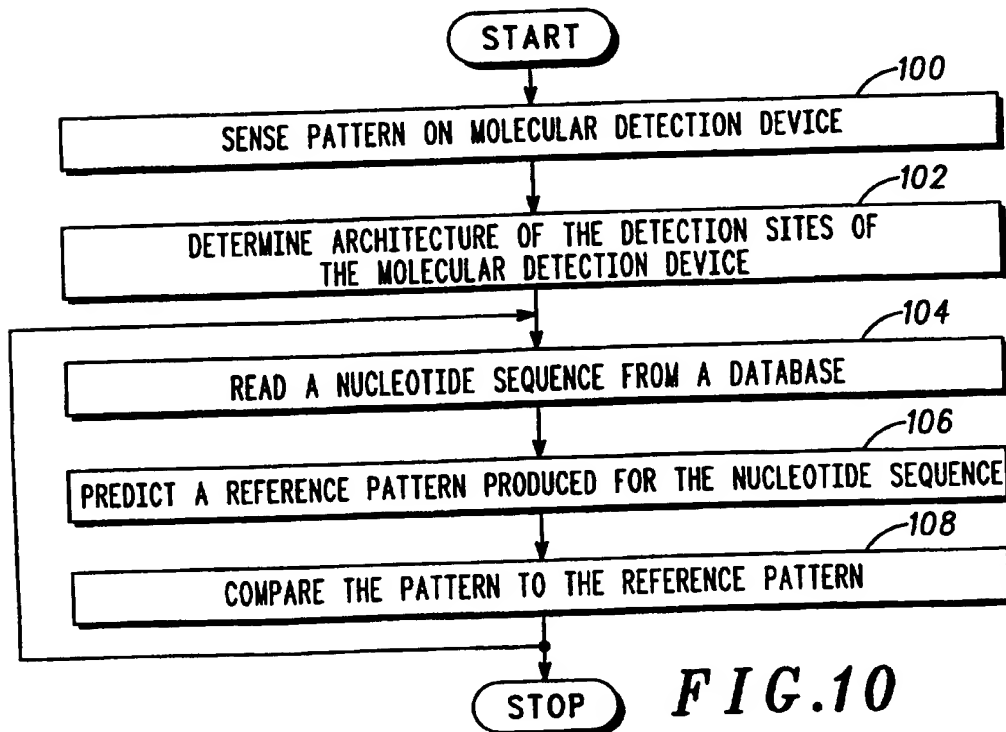 START
100
SENSE PATTERN ON MOLECULAR DETECTION DEVICE
102
DETERMINE ARCHITECTURE OF THE DETECTION SITES OF
THE MOLECULAR DETECTION DEVICE
104
READ A NUCLEOTIDE SEQUENCE FROM A DATABASE
106
PREDICT A REFERENCE PATTERN PRODUCED FOR THE NUCLEOTIDE SEQUENCE
108
COMPARE THE PATTERN TO THE REFERENCE PATTERN
STOP
FIG.10